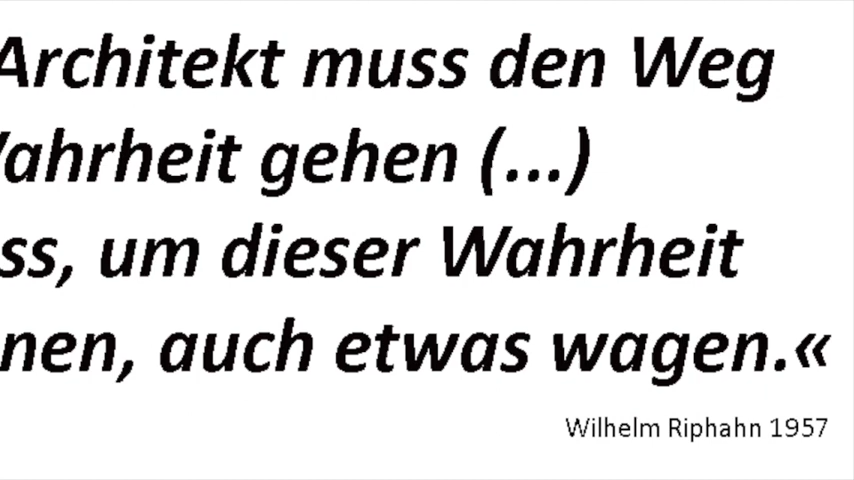 Architekt muss den Weg
ahrheit gehen (...)
ss, um dieser Wahrheit
nen, auch etwas wagen.«
Wilhelm Riphahn 1957